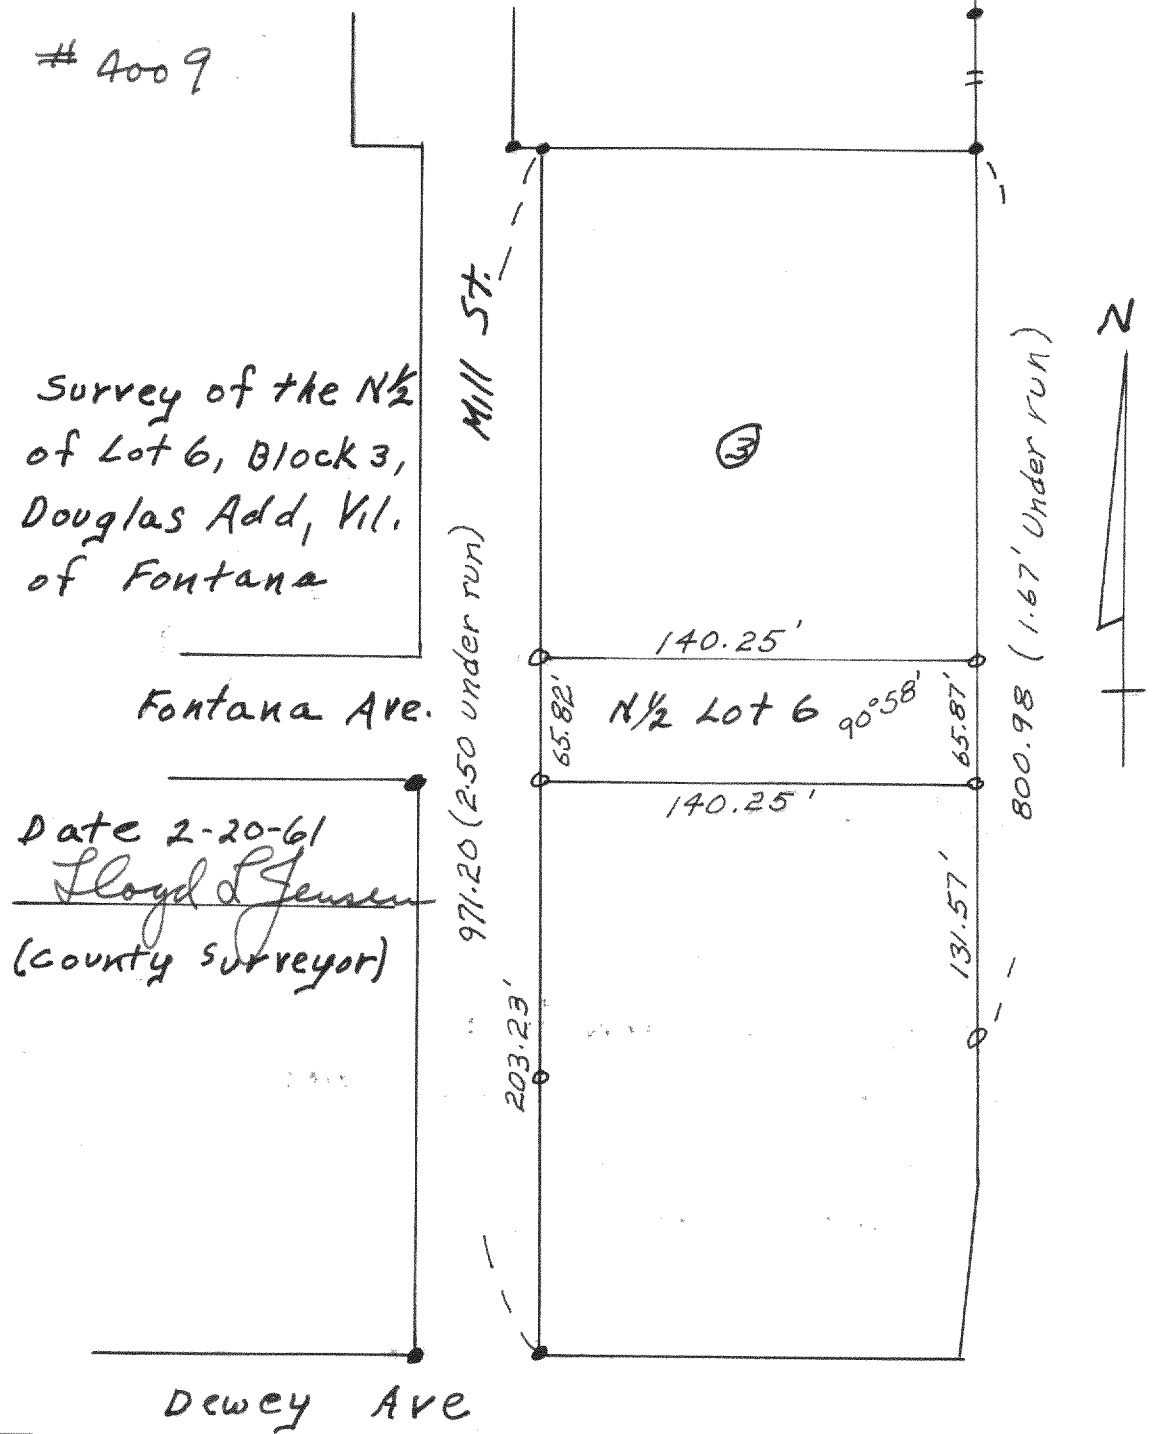 # 4009
N
Mill St.
Survey of the N½
of Lot 6, Block 3,
Douglas Add, Vil.
of Fontana
3
971.20 (2.50 under run)
800.98 (1.67' Under run)
140.25'
Fontana Ave.
65.82'
N½ Lot 6
90°58'
65.87'
140.25'
Date 2-20-61
Lloyd L Jensen
(County Surveyor)
131.57'
203.23'
Dewey Ave